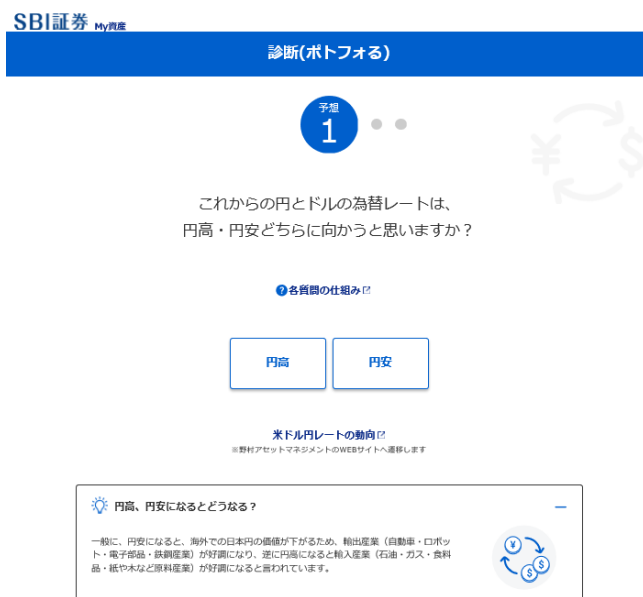 SBI証券 My資産
診断(ポトフォる)
予想
1
これからの円とドルの為替レートは、
円高・円安どちらに向かうと思いますか？
?各質問の仕組み
円高 円安
米ドル円レートの動向
※野村アセットマネジメントのWEBサイトへ遷移します
円高、円安になるとどうなる？
一般に、円安になると、海外での日本円の価値が下がるため、輸出産業（自動車・ロボッ
ト・電子部品・鉄鋼産業）が好調になり、逆に円高になると輸入産業（石油・ガス・食料
品・紙や木など原料産業）が好調になると言われています。